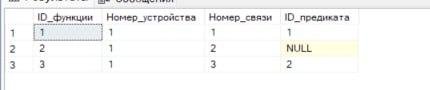 ID_функции Номер_устройства Номер_связи ID_предиката
1 1 1 1 1
2 2 1 2 NULL
3 3 1 3 2